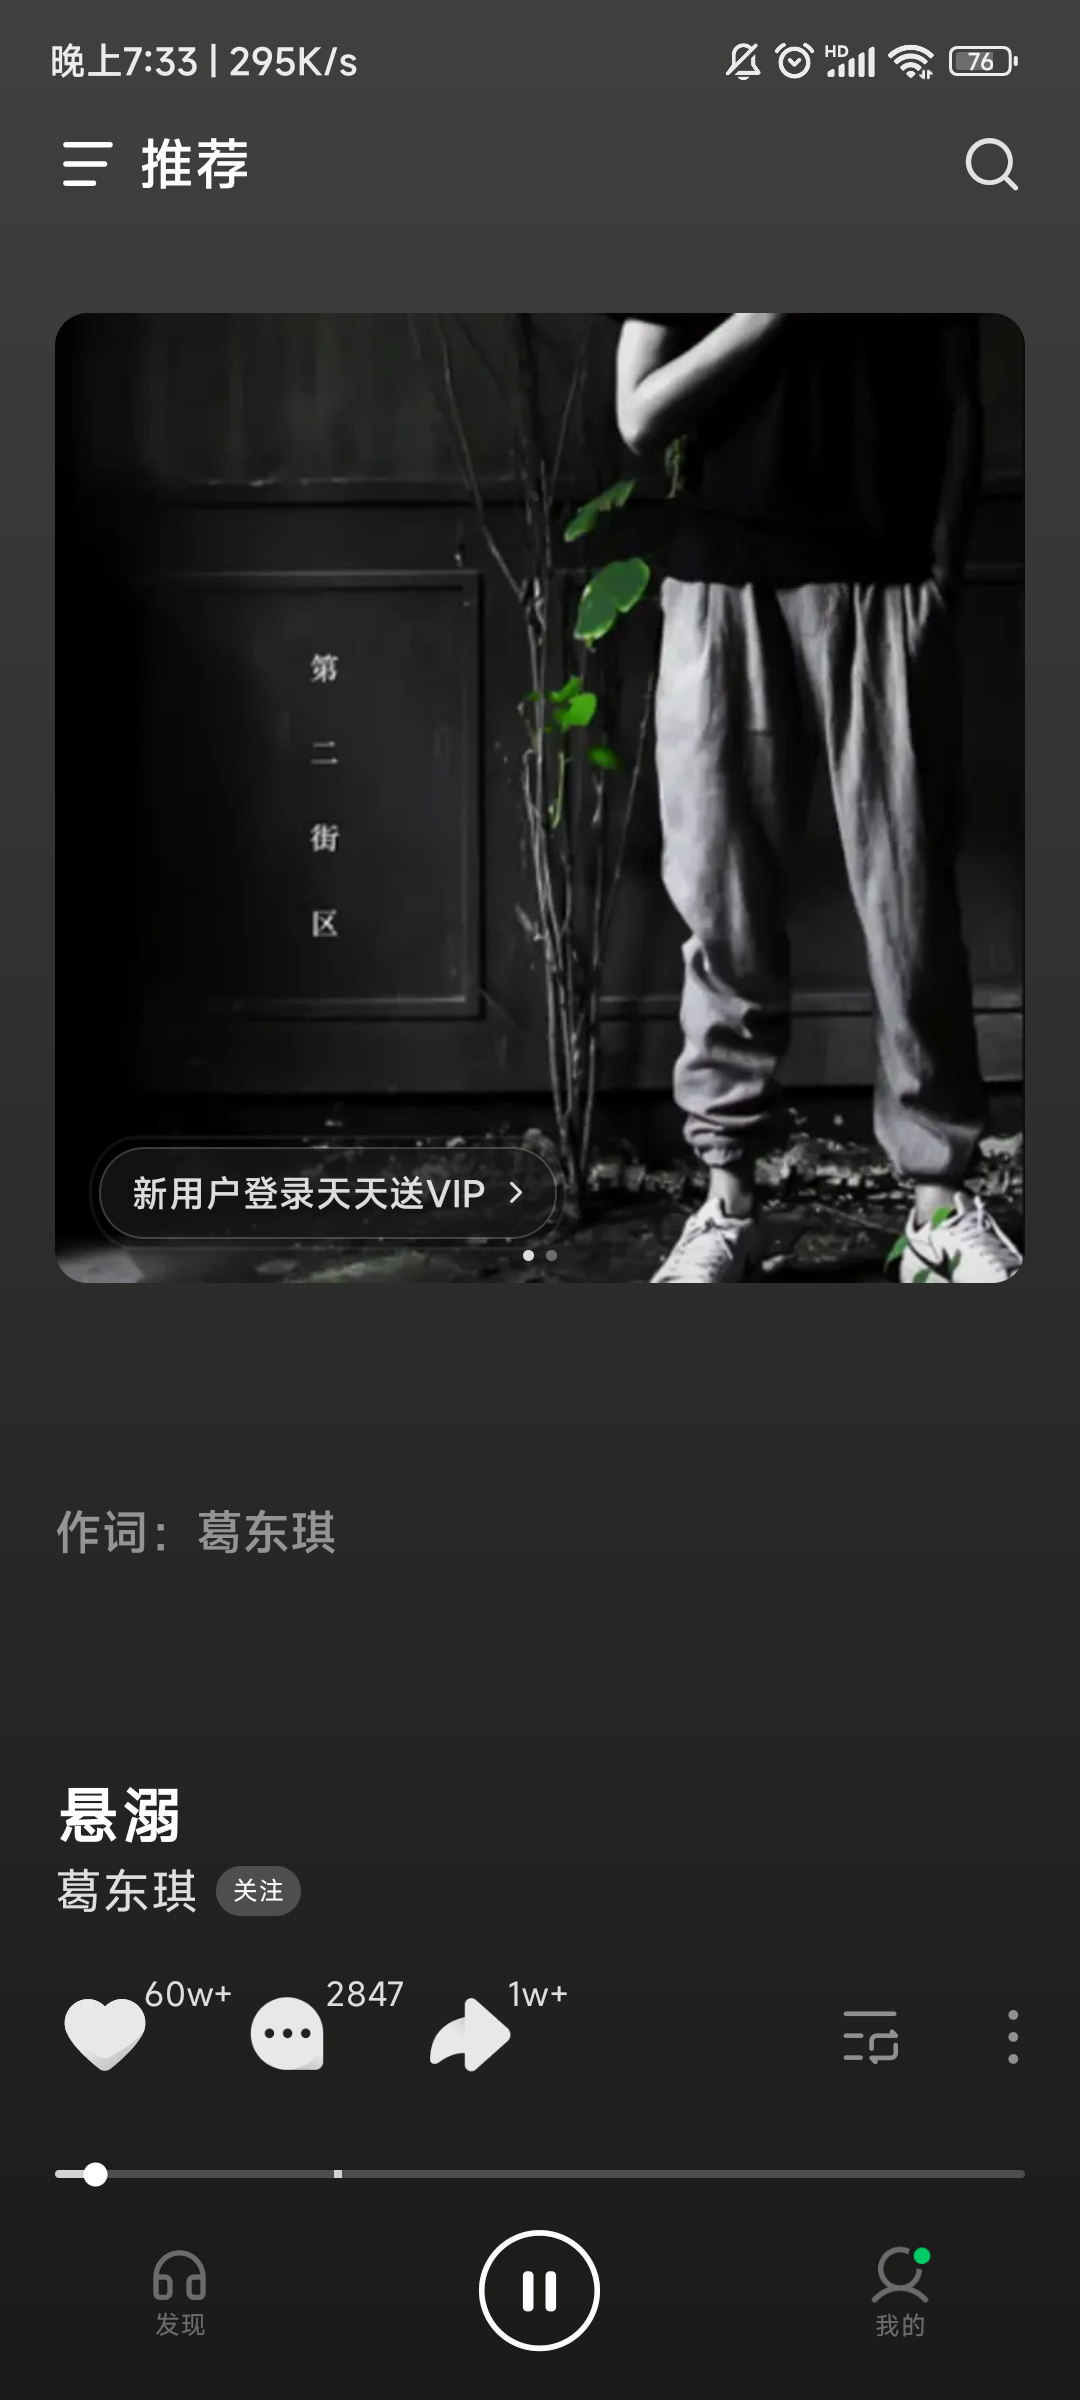 晚上7:33 | 295K/s
HD
76
推荐
第
二
街
区
新用户登录天天送VIP
作词：葛东琪
悬溺
葛东琪 关注
60w+ 2847 1w+
发现 我的